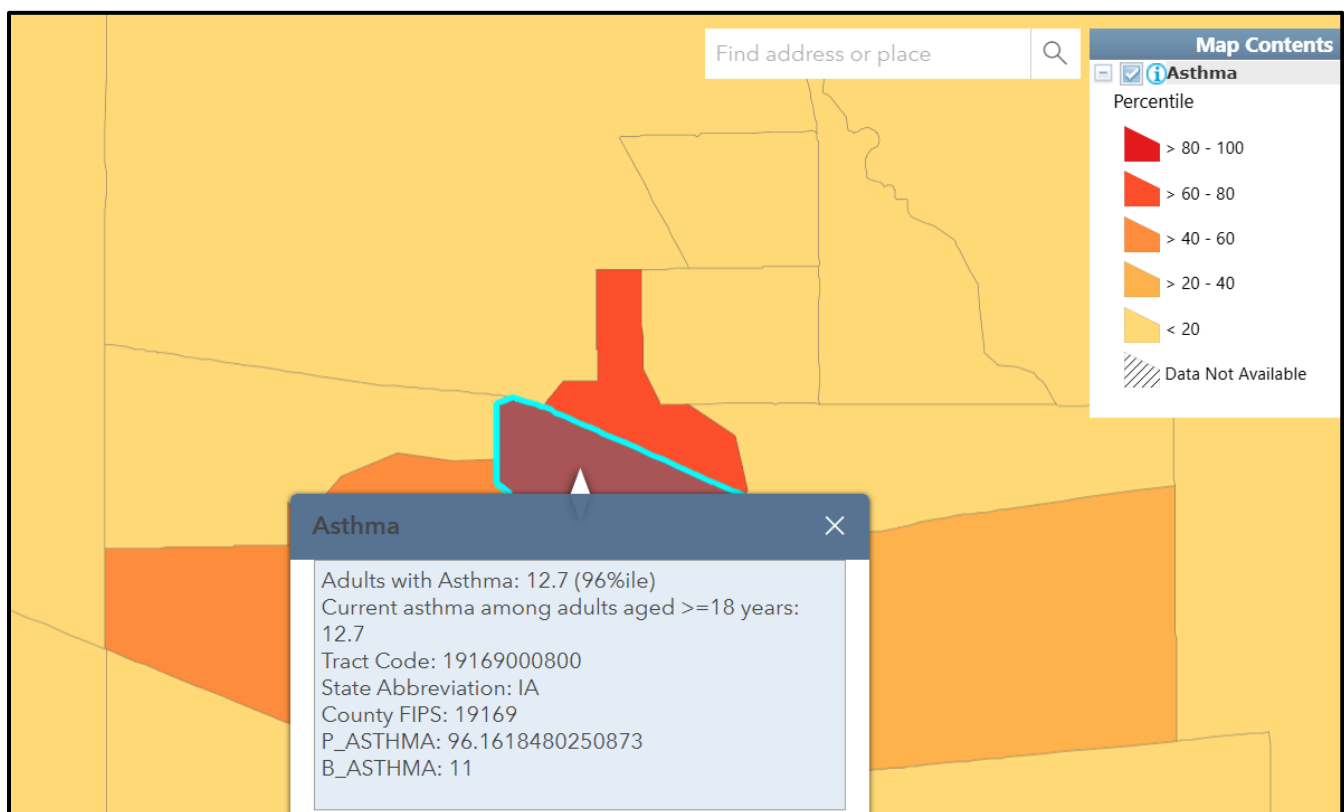 Find address or place
Map Contents
Asthma
Percentile
> 80 - 100
> 60 - 80
> 40 - 60
> 20 - 40
< 20
Data Not Available
Asthma
Adults with Asthma: 12.7 (96%ile)
Current asthma among adults aged >=18 years:
12.7
Tract Code: 19169000800
State Abbreviation: IA
County FIPS: 19169
P_ASTHMA: 96.1618480250873
B_ASTHMA: 11